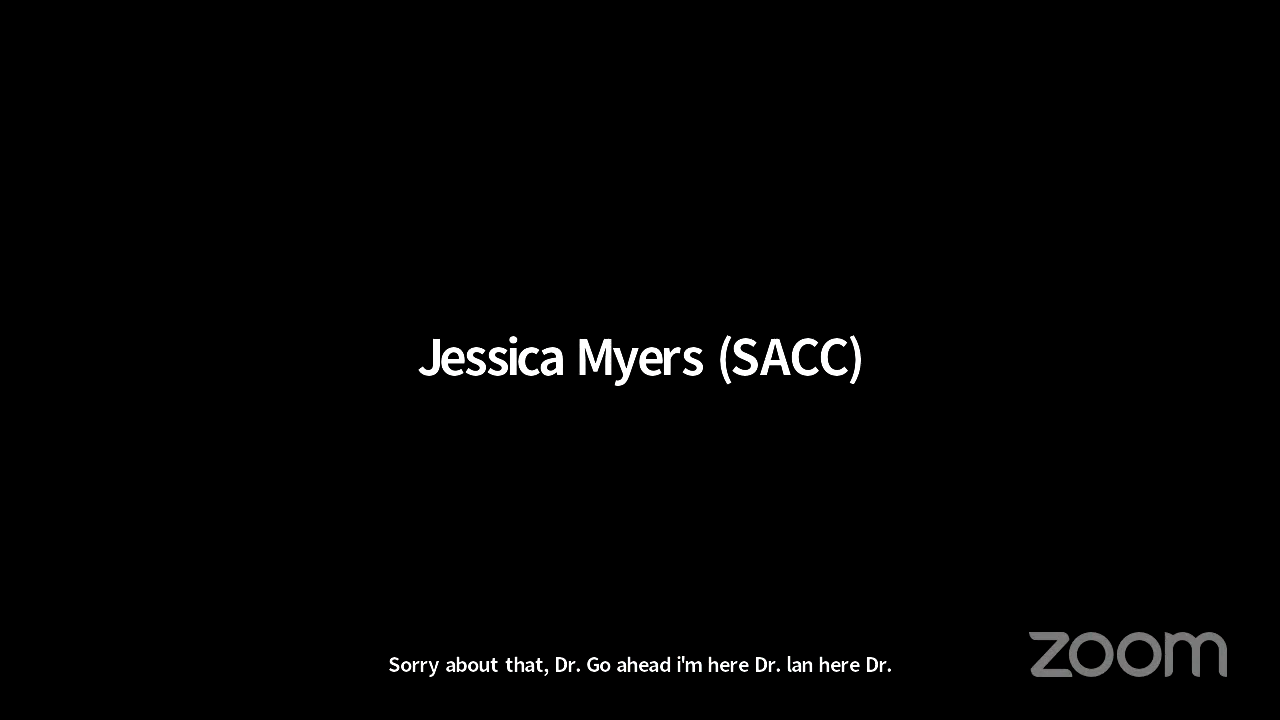 Jessica Myers (SACC)
Sorry about that, Dr. Go ahead i'm here Dr. lan here Dr.
zoom